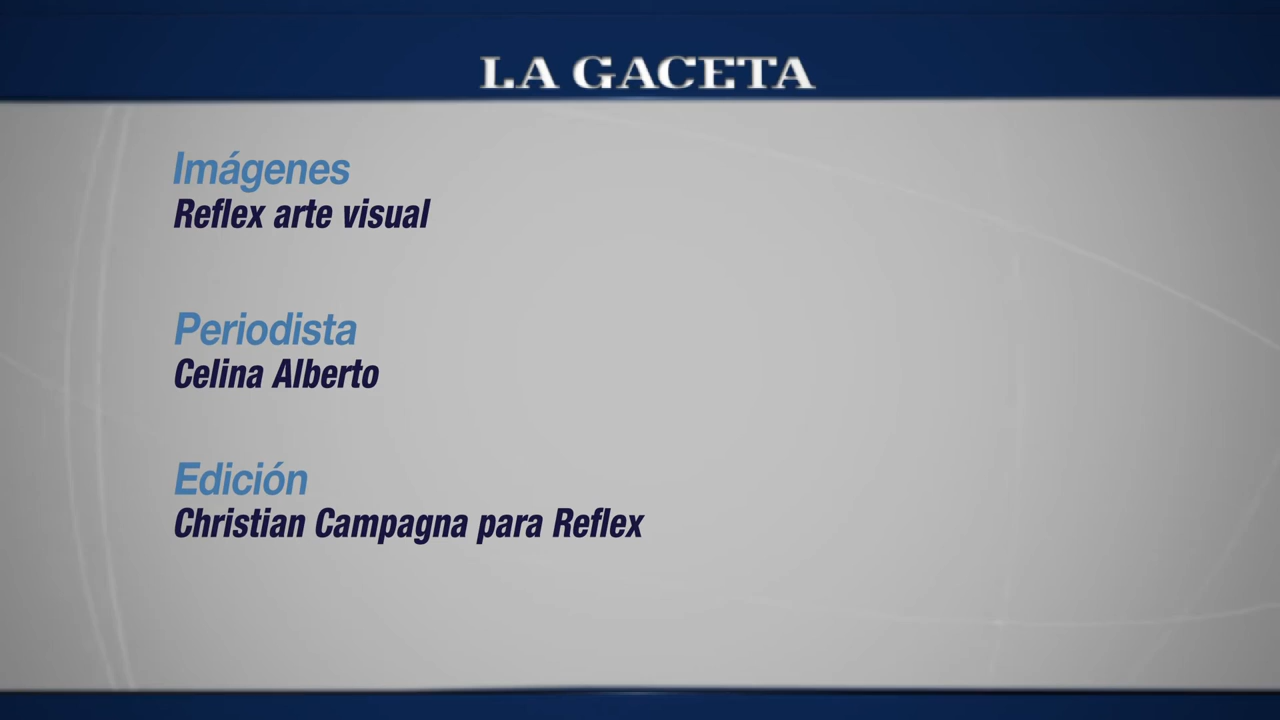 LA GACETA
Imágenes
Reflex arte visual
Periodista
Celina Alberto
Edición
Christian Campagna para Reflex